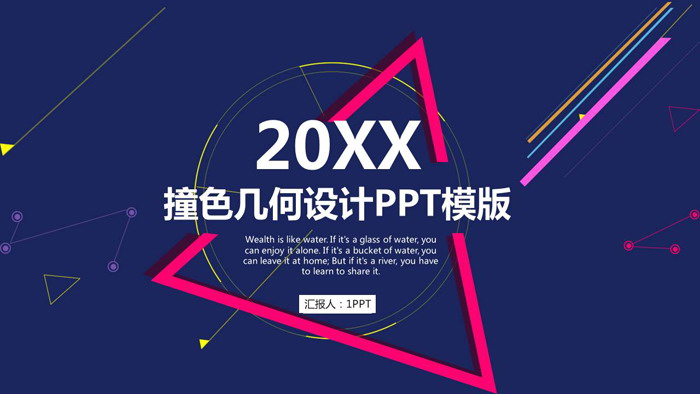 20XX
撞色几何设计PPT模版
Wealth is like water. If it's a glass of water, you
can enjoy it alone. If it's a bucket of water, you
can leave it at home; But if it's a river, you have
to learn to share it.
汇报人：1PPT